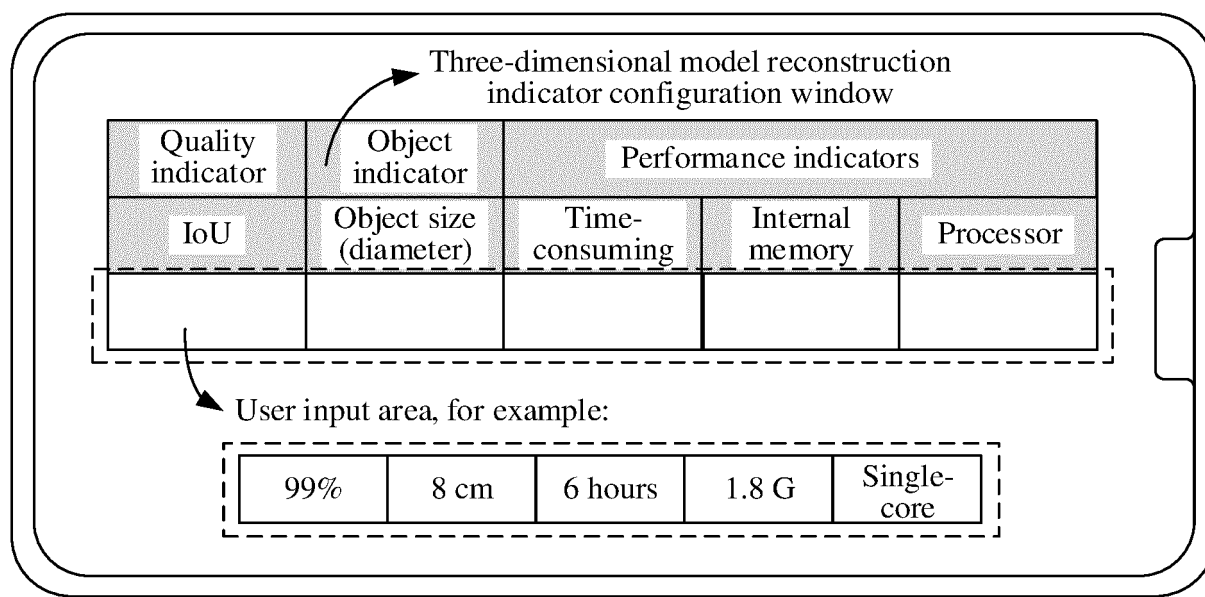 Three-dimensional model reconstruction
indicator configuration window
Quality
indicator
Object
indicator
Performance indicators
IoU
Object size
(diameter)
Time-
consuming
Internal
memory
Processor
User input area, for example:
99%
8 cm
6 hours
1.8 G
Single-
core